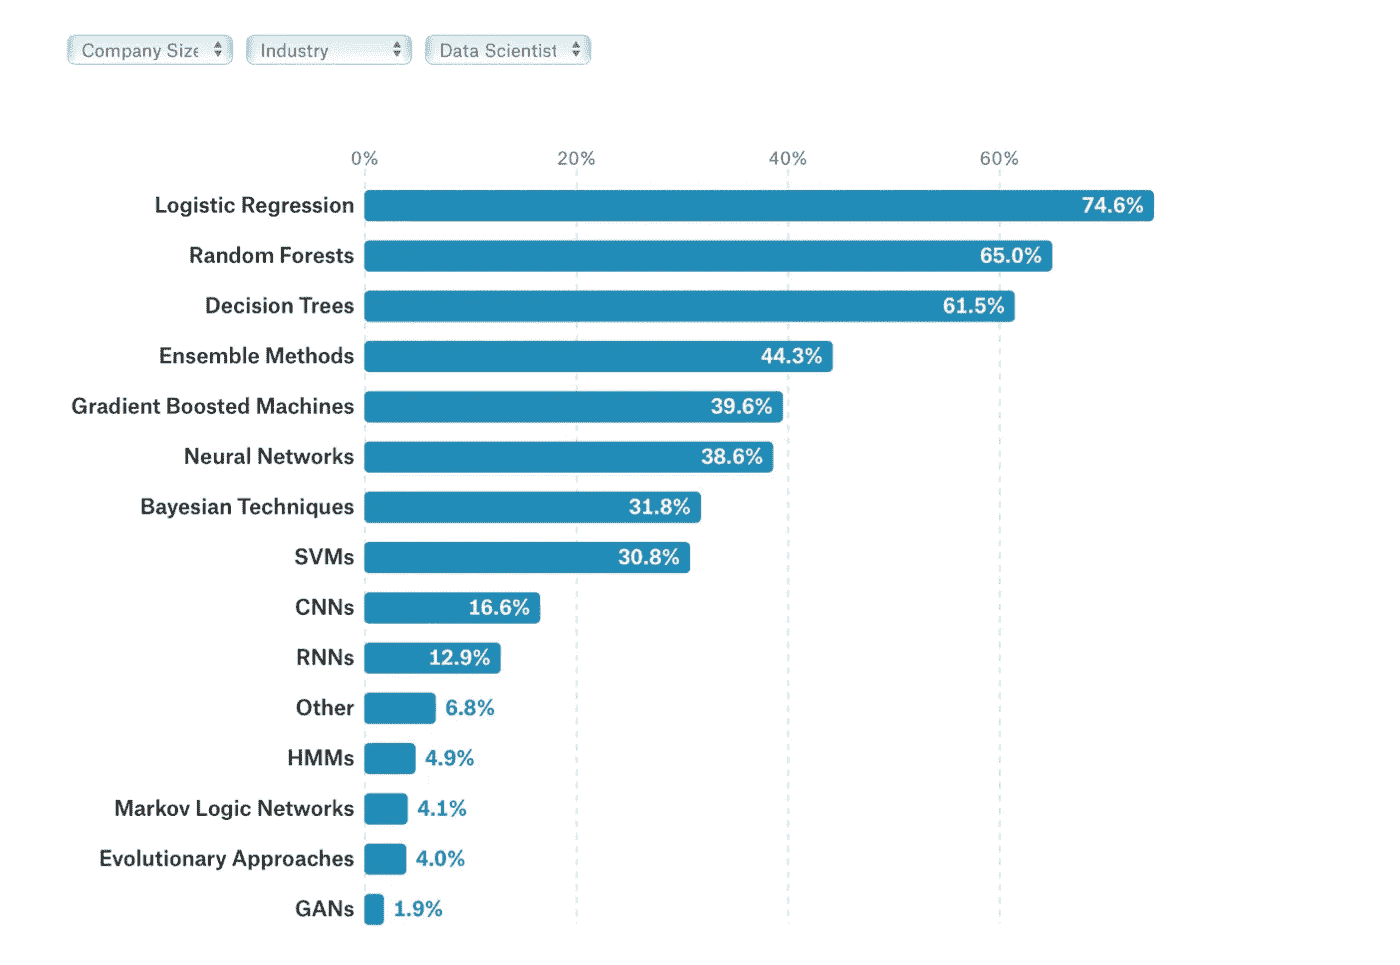 Company Size Industry Data Scientist
0% 20% 40% 60%
Logistic Regression 74.6%
Random Forests 65.0%
Decision Trees 61.5%
Ensemble Methods 44.3%
Gradient Boosted Machines 39.6%
Neural Networks 38.6%
Bayesian Techniques 31.8%
SVMs 30.8%
CNNs 16.6%
RNNs 12.9%
Other 6.8%
HMMs 4.9%
Markov Logic Networks 4.1%
Evolutionary Approaches 4.0%
GANs 1.9%